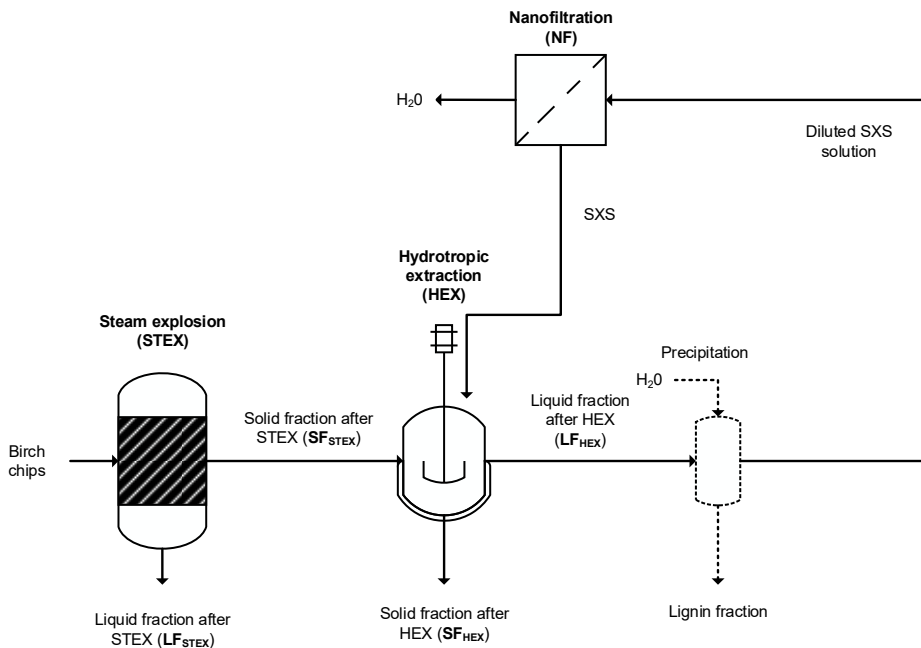 Nanofiltration
(NF)
H₂0
Diluted SXS
solution
SXS
Hydrotropic
extraction
(HEX)
Steam explosion
(STEX)
Precipitation
H₂0
Solid fraction after
STEX (SF_STEX)
Liquid fraction
after HEX
(LF_HEX)
Birch
chips
Liquid fraction after
STEX (LF_STEX)
Solid fraction after
HEX (SF_HEX)
Lignin fraction